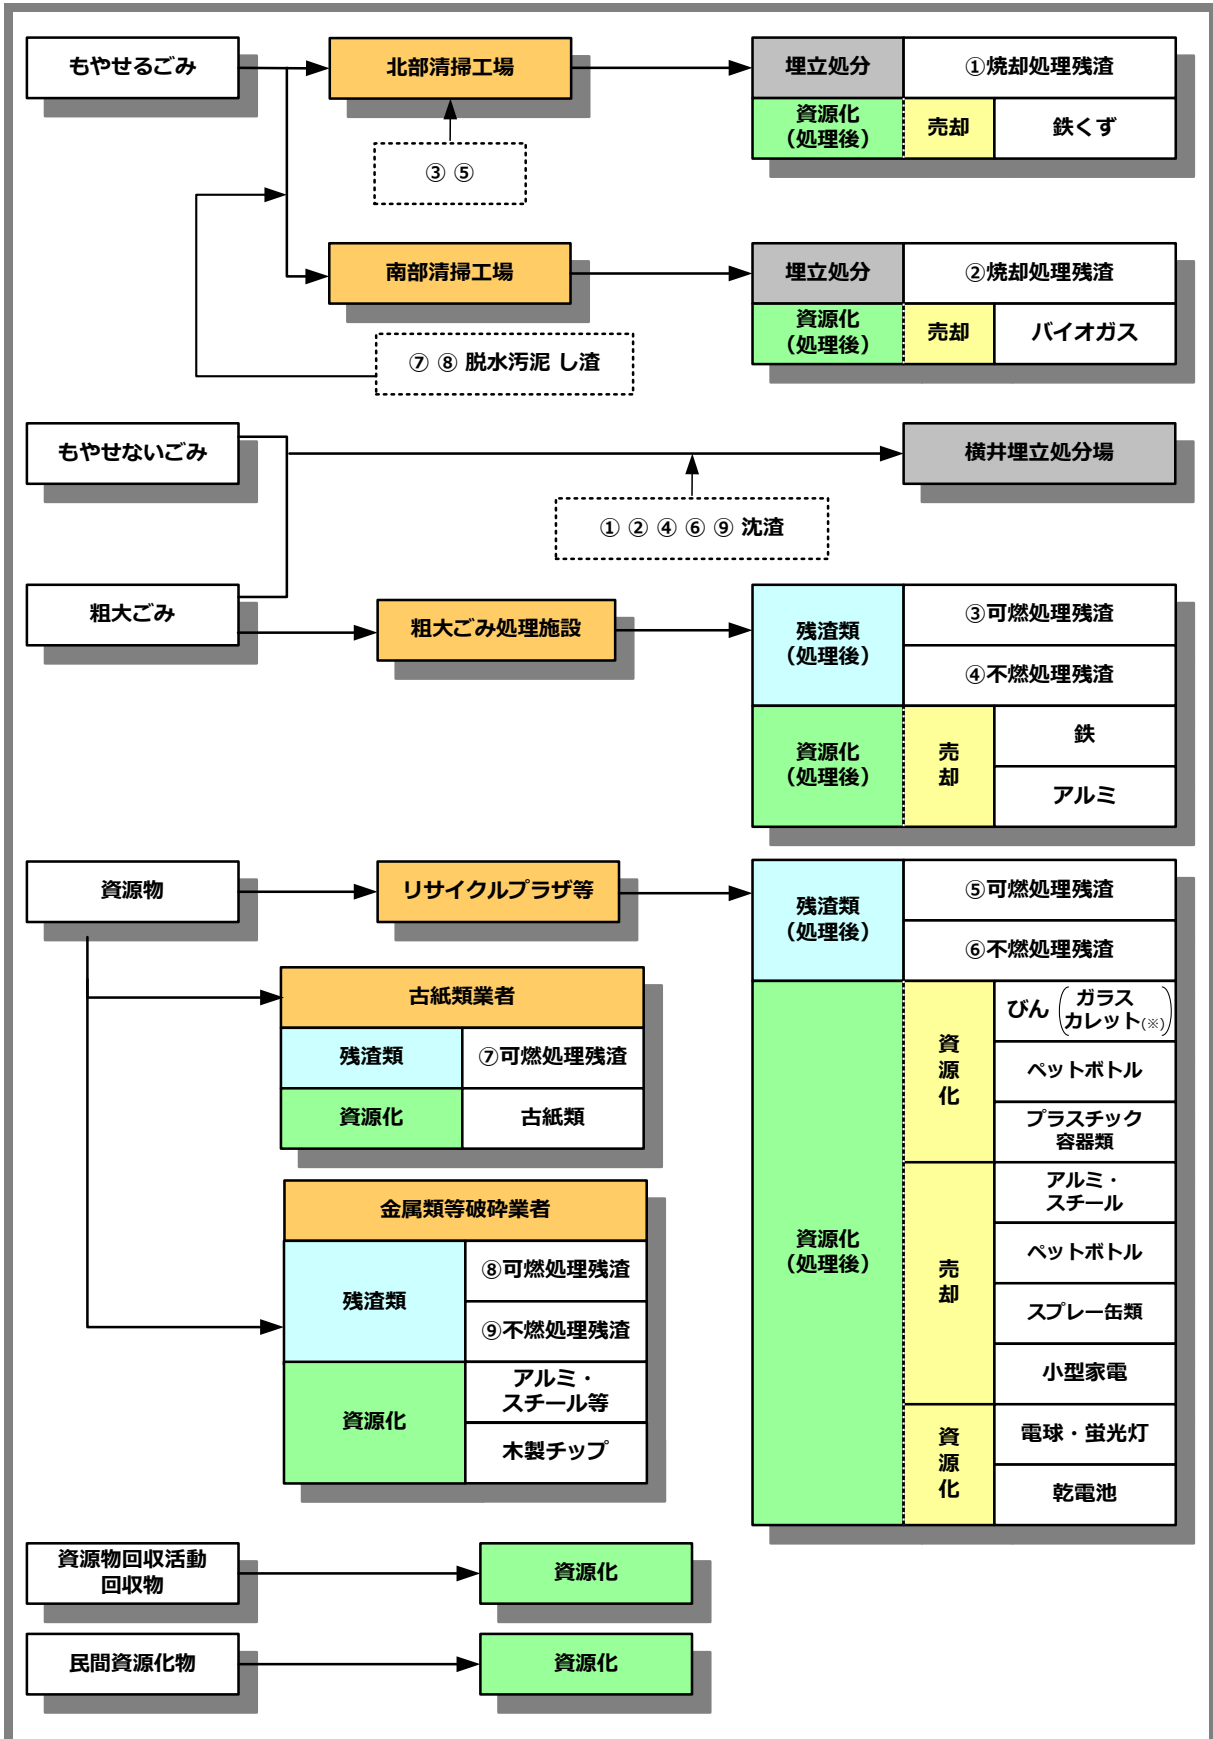 もやせるごみ
北部清掃工場
埋立処分
①焼却処理残渣
資源化
（処理後）
売却
鉄くず
③ ⑤
南部清掃工場
埋立処分
②焼却処理残渣
資源化
（処理後）
売却
バイオガス
⑦ ⑧ 脱水汚泥 し渣
もやせないごみ
横井埋立処分場
① ② ④ ⑥ ⑨ 沈渣
粗大ごみ
粗大ごみ処理施設
残渣類
（処理後）
③可燃処理残渣
④不燃処理残渣
資源化
（処理後）
売
却
鉄
アルミ
資源物
リサイクルプラザ等
残渣類
（処理後）
⑤可燃処理残渣
⑥不燃処理残渣
古紙類業者
残渣類
⑦可燃処理残渣
資源化
古紙類
金属類等破砕業者
残渣類
⑧可燃処理残渣
⑨不燃処理残渣
資源化
アルミ・
スチール等
木製チップ
資源化
（処理後）
資
源
化
びん（ガラス
カレット(※)）
ペットボトル
プラスチック
容器類
売
却
アルミ・
スチール
ペットボトル
スプレー缶類
小型家電
資
源
化
電球・蛍光灯
乾電池
資源物回収活動
回収物
資源化
民間資源化物
資源化